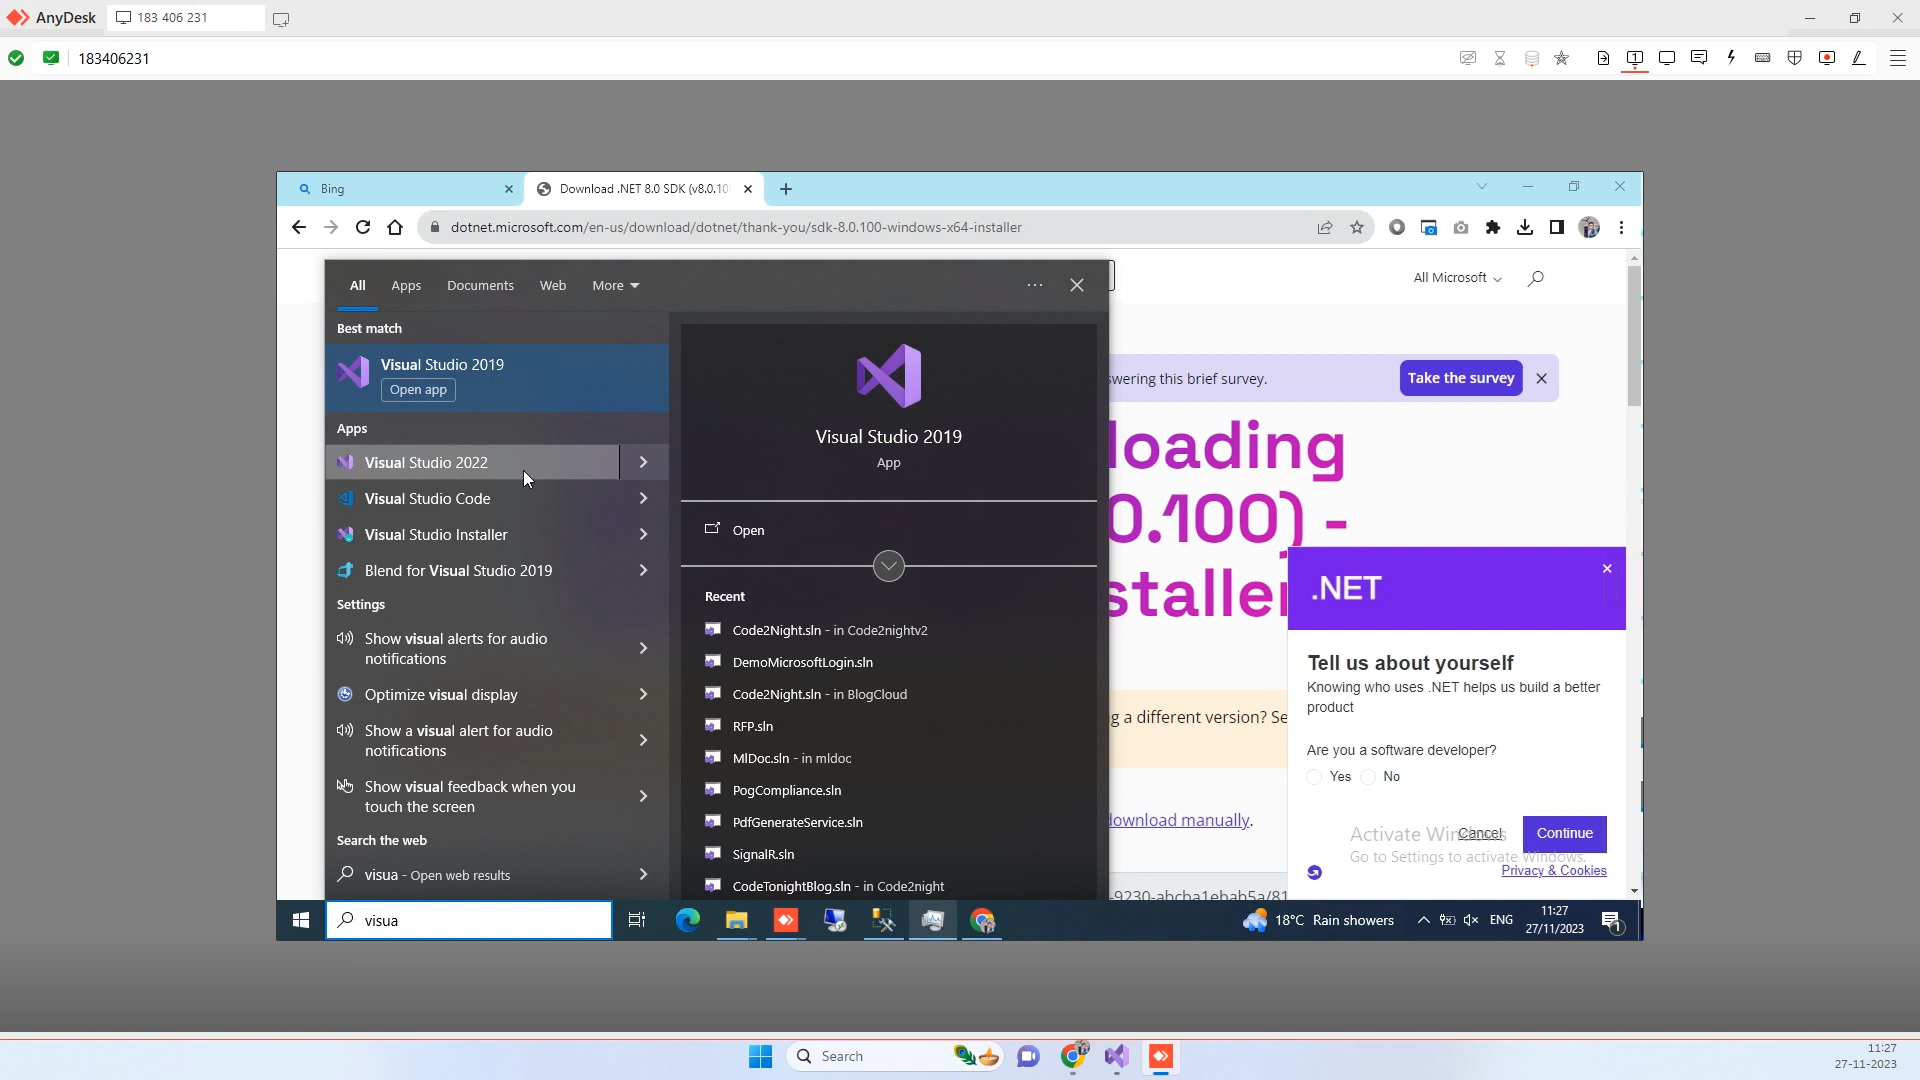 AnyDesk
183 406 231
183406231
Bing
Download .NET 8.0 SDK (v8.0.10
dotnet.microsoft.com/en-us/download/dotnet/thank-you/sdk-8.0.100-windows-x64-installer
All Microsoft
All
Apps
Documents
Web
More
Best match
Visual Studio 2019
Open app
Apps
Visual Studio 2022
Visual Studio Code
Visual Studio Installer
Blend for Visual Studio 2019
Settings
Show visual alerts for audio
notifications
Optimize visual display
Show a visual alert for audio
notifications
Show visual feedback when you
touch the screen
Search the web
visua - Open web results
Visual Studio 2019
App
Open
Recent
Code2Night.sln - in Code2nightv2
DemoMicrosoftLogin.sln
Code2Night.sln - in BlogCloud
RFP.sln
MlDoc.sln - in mldoc
PogCompliance.sln
PdfGenerateService.sln
SignalR.sln
CodeTonightBlog.sln - in Code2night
swering this brief survey.
Take the survey
loading
0.100) -
staller
g a different version? Se
download manually.
.NET
Tell us about yourself
Knowing who uses .NET helps us build a better
product
Are you a software developer?
Yes
No
Cancel
Continue
Activate Windows
Go to Settings to activate Windows.
Privacy & Cookies
visua
18°C Rain showers
ENG
11:27
27/11/2023
1
Search
11:27
27-11-2023